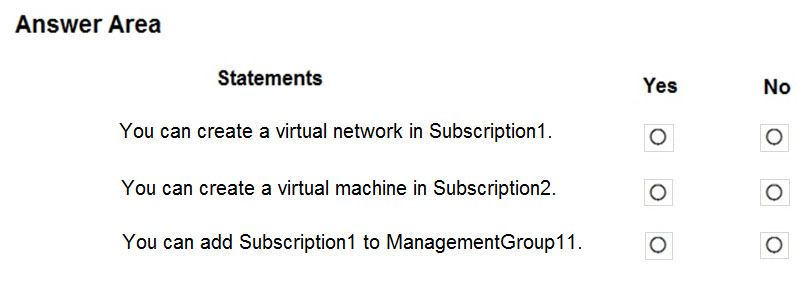 Answer Area
Statements Yes No
You can create a virtual network in Subscription1.
You can create a virtual machine in Subscription2.
You can add Subscription1 to ManagementGroup11.